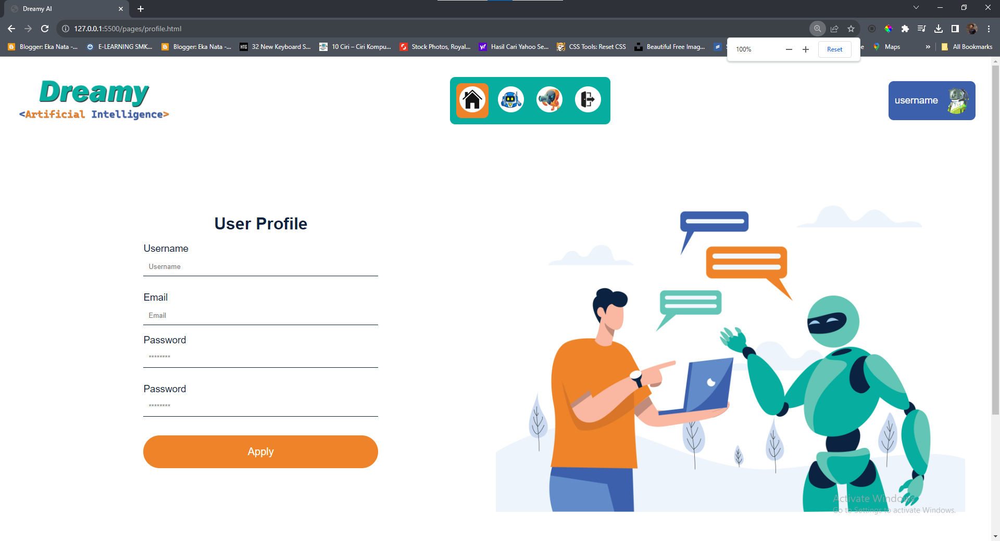 Dreamy AI
127.0.0.1:5500/pages/profile.html
Blogger: Eka Nata -...
E-LEARNING SMK...
Blogger: Eka Nata -...
HTG
32 New Keyboard S...
10 Ciri – Ciri Kompu...
Stock Photos, Royal...
y!
Hasil Cari Yahoo Se...
CSS Tools: Reset CSS
Beautiful Free Imag...
Maps
»
All Bookmarks
100%
Reset
Dreamy
<Artificial Intelligence>
username
User Profile
Username
Username
Email
Email
Password
********
Password
********
Apply
Activate Windows
Go to Settings to activate Windows.